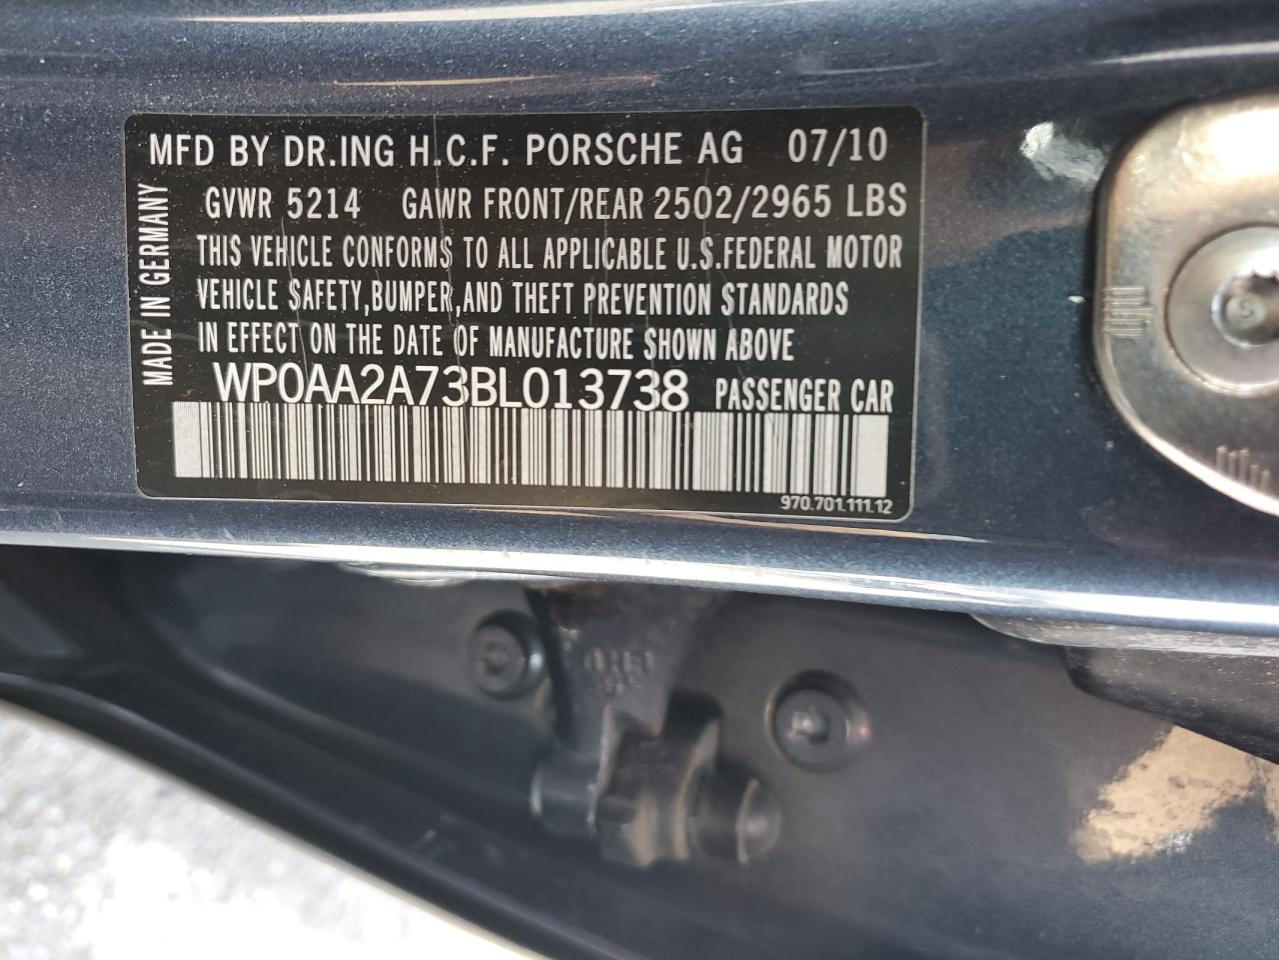 MFD BY DR.ING H.C.F. PORSCHE AG 07/10
GVWR 5214 GAWR FRONT/REAR 2502/2965 LBS
THIS VEHICLE CONFORMS TO ALL APPLICABLE U.S.FEDERAL MOTOR
VEHICLE SAFETY,BUMPER,AND THEFT PREVENTION STANDARDS
IN EFFECT ON THE DATE OF MANUFACTURE SHOWN ABOVE
WP0AA2A73BL013738 PASSENGER CAR
970.701.111.12
MADE IN GERMANY